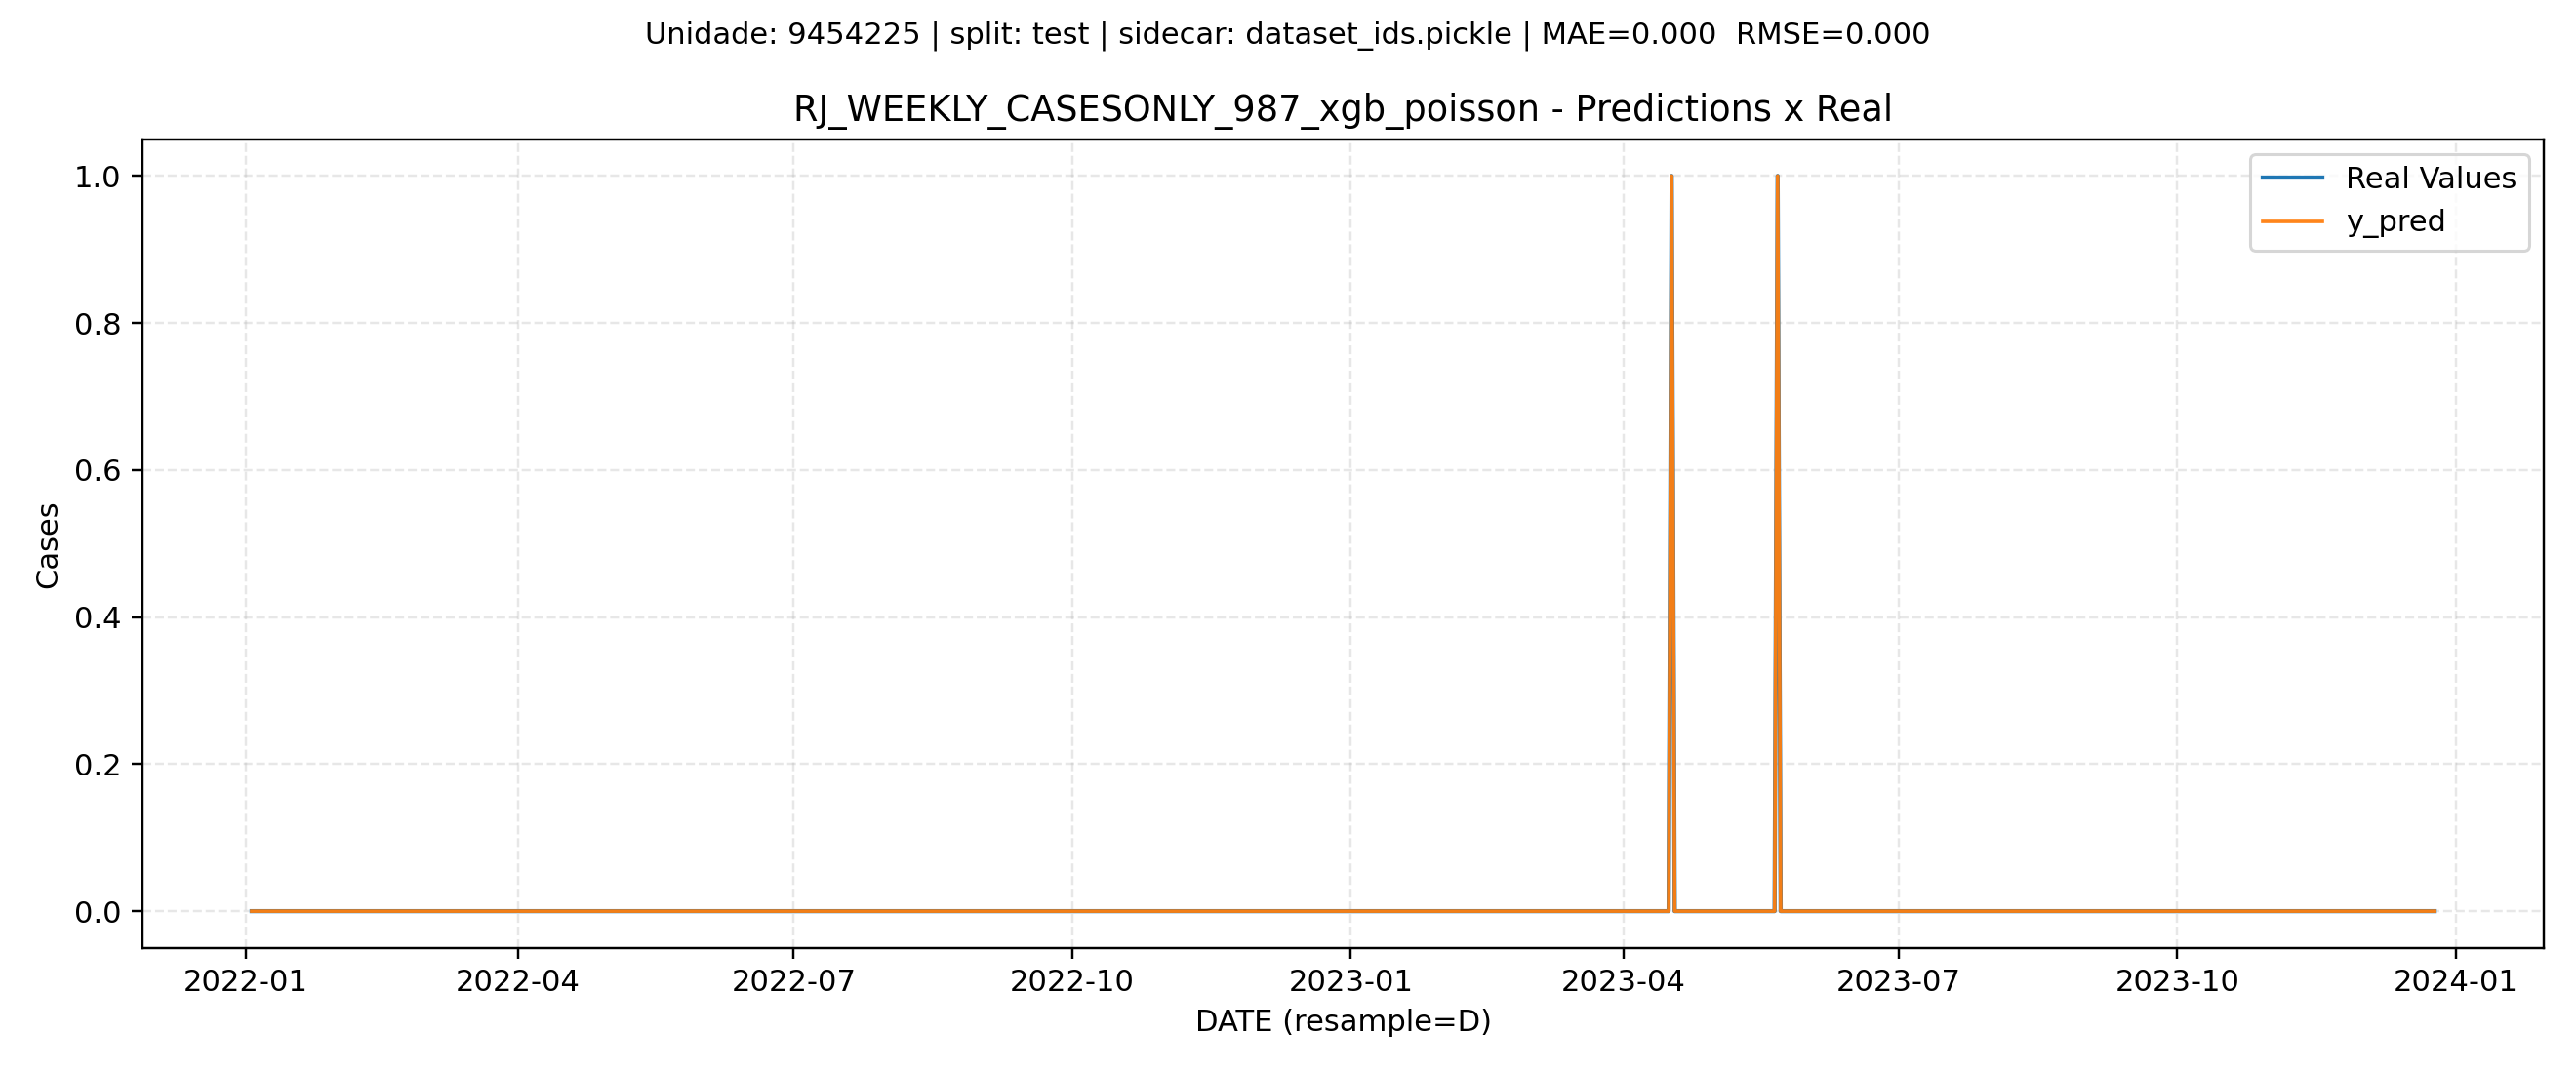 Unidade: 9454225 | split: test | sidecar: dataset_ids.pickle | MAE=0.000  RMSE=0.000
RJ_WEEKLY_CASESONLY_987_xgb_poisson - Predictions x Real
Real Values
y_pred
1.0
0.8
0.6
0.4
0.2
0.0
Cases
2022-01
2022-04
2022-07
2022-10
2023-01
2023-04
2023-07
2023-10
2024-01
DATE (resample=D)